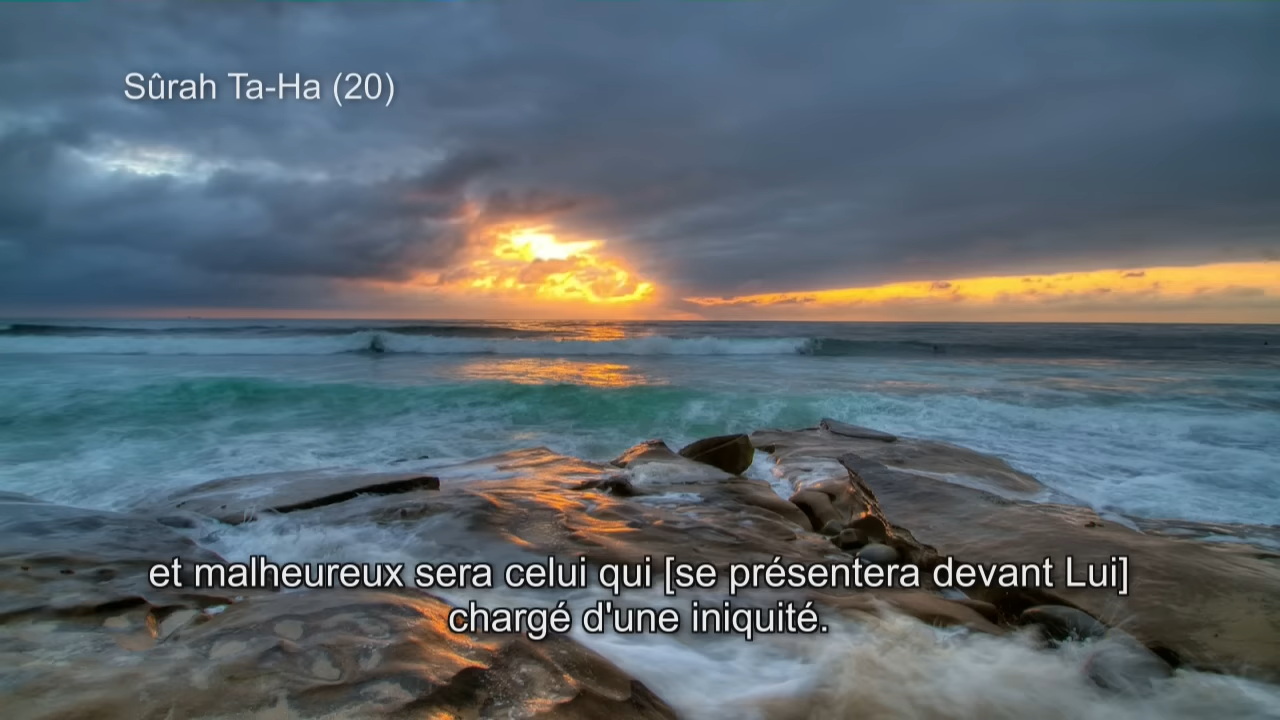 Sûrah Ta-Ha (20)
et malheureux sera celui qui [se présentera devant Lui]
chargé d'une iniquité.